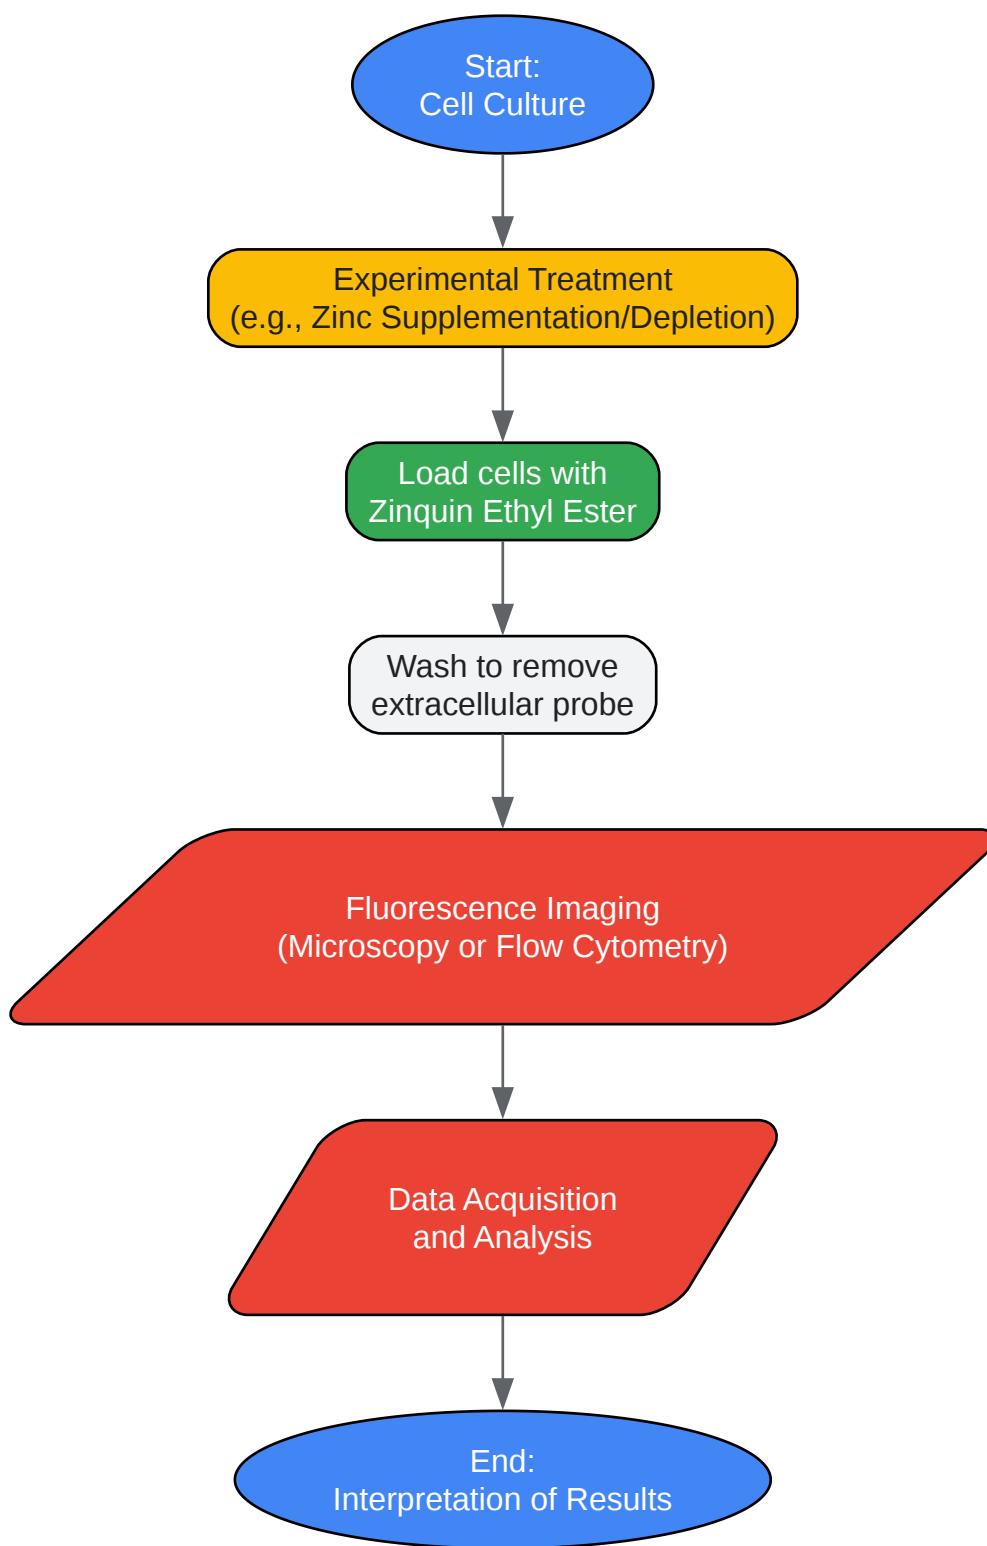 Start:
Cell Culture
Experimental Treatment
(e.g., Zinc Supplementation/Depletion)
Load cells with
Zinquin Ethyl Ester
Wash to remove
extracellular probe
Fluorescence Imaging
(Microscopy or Flow Cytometry)
Data Acquisition
and Analysis
End:
Interpretation of Results